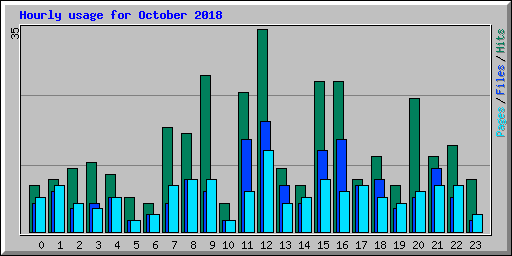 Hourly usage for October 2018
35
Pages/Files/Hits
0 1 2 3 4 5 6 7 8 9 10 11 12 13 14 15 16 17 18 19 20 21 22 23